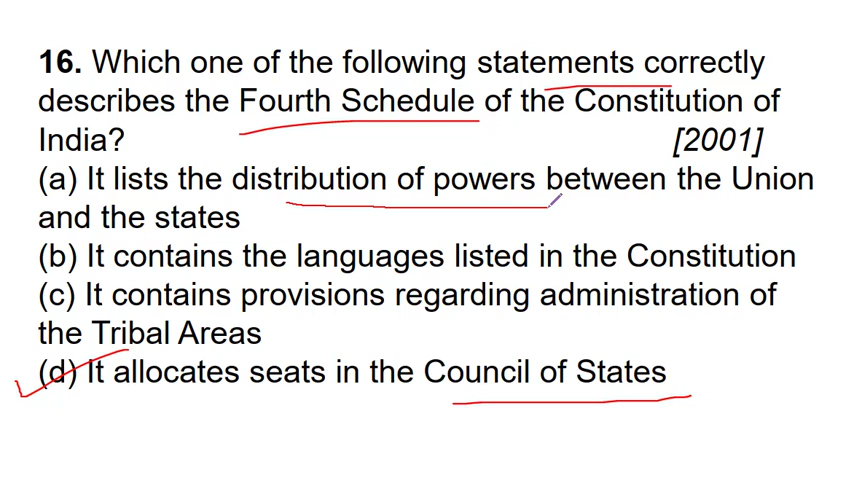 16. Which one of the following statements correctly
describes the Fourth Schedule of the Constitution of
India? [2001]
(a) It lists the distribution of powers between the Union
and the states
(b) It contains the languages listed in the Constitution
(c) It contains provisions regarding administration of
the Tribal Areas
(d) It allocates seats in the Council of States